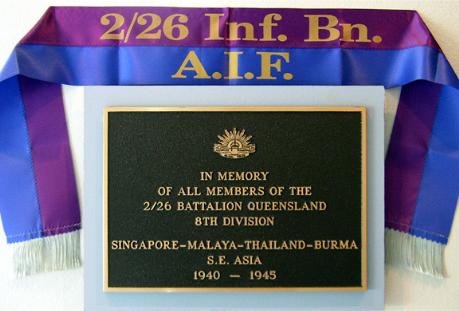 2/26 Inf. Bn.
A.I.F.
IN MEMORY
OF ALL MEMBERS OF THE
2/26 BATTALION QUEENSLAND
8TH DIVISION
SINGAPORE-MALAYA-THAILAND-BURMA
S.E. ASIA
1940 — 1945